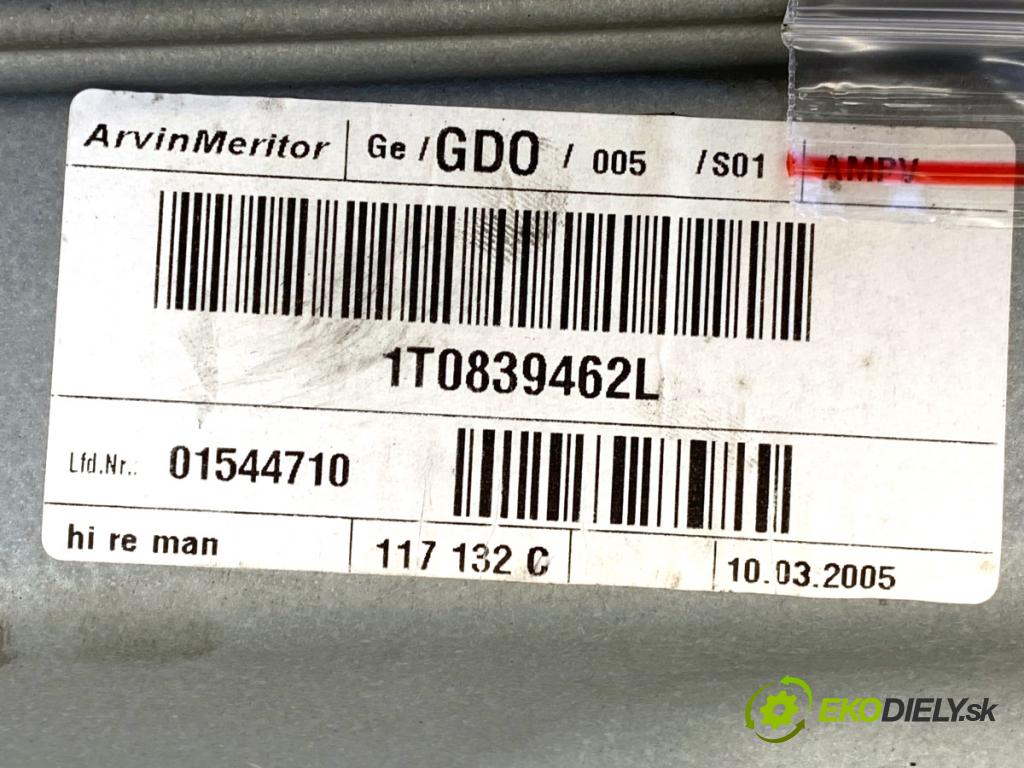 ArvinMeritor Ge / GDO / 005 / S01 AMPV
1T0839462L
Lfd.Nr.: 01544710
hi re man 117 132 C 10.03.2005
EKODIELY.sk